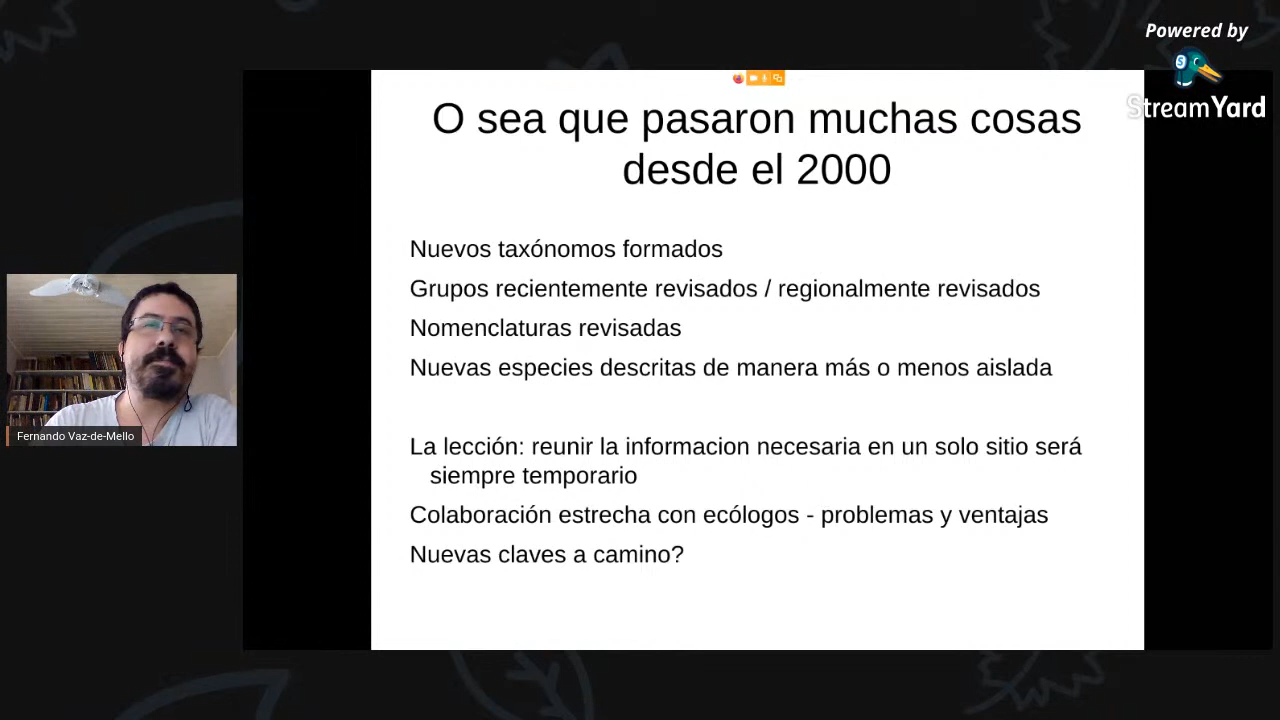 Powered by
StreamYard
O sea que pasaron muchas cosas
desde el 2000
Nuevos taxónomos formados
Grupos recientemente revisados / regionalmente revisados
Nomenclaturas revisadas
Nuevas especies descritas de manera más o menos aislada
La lección: reunir la informacion necesaria en un solo sitio será
siempre temporario
Colaboración estrecha con ecólogos - problemas y ventajas
Nuevas claves a camino?
Fernando Vaz-de-Mello